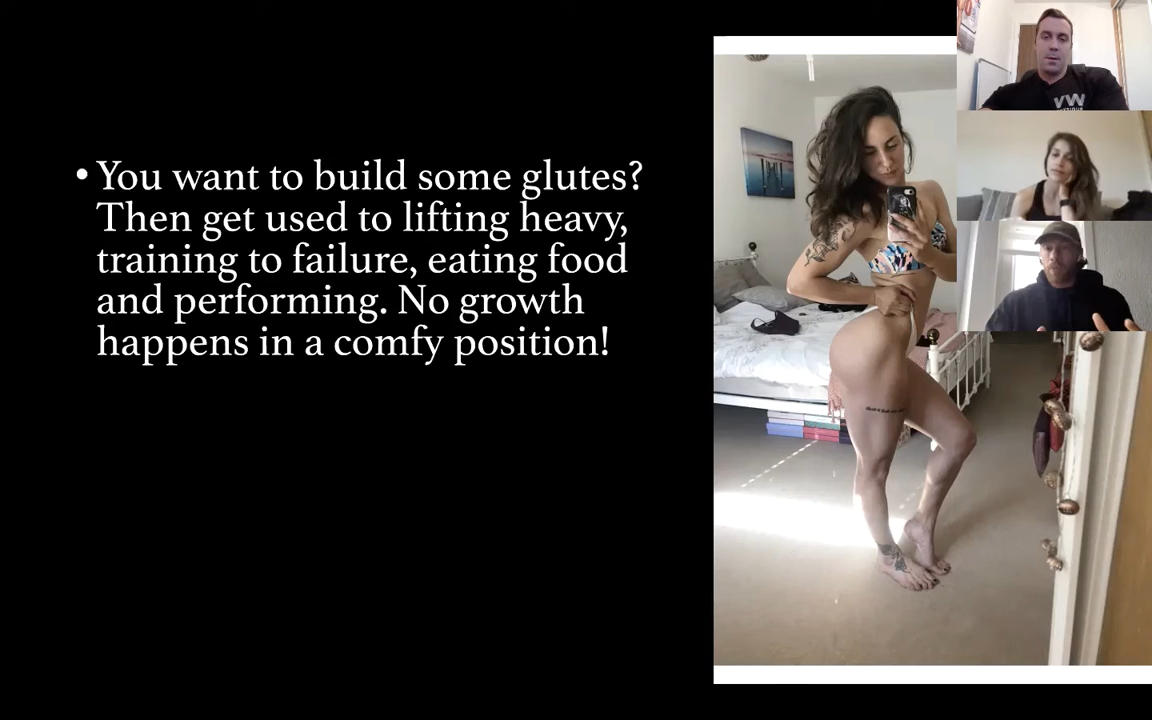 • You want to build some glutes?
Then get used to lifting heavy,
training to failure, eating food
and performing. No growth
happens in a comfy position!
VW